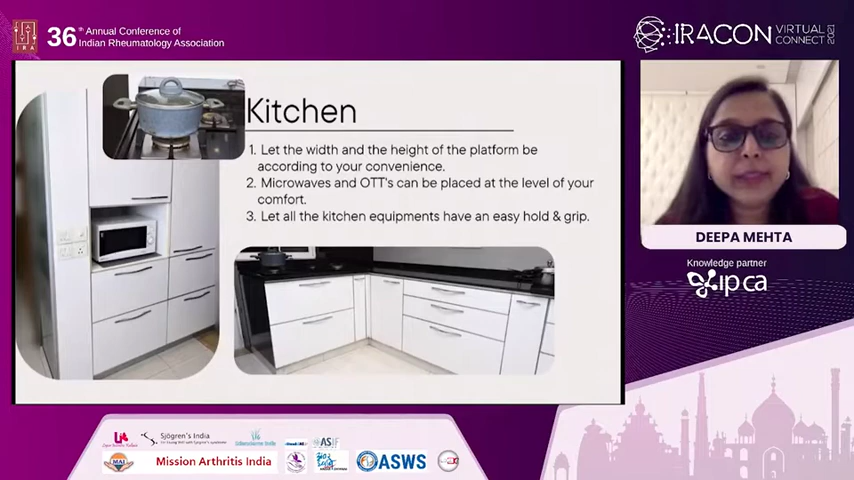 36th Annual Conference of
Indian Rheumatology Association
IRA
IRACON VIRTUAL CONNECT 2021
Kitchen
1. Let the width and the height of the platform be
according to your convenience.
2. Microwaves and OTT's can be placed at the level of your
comfort.
3. Let all the kitchen equipments have an easy hold & grip.
DEEPA MEHTA
Knowledge partner
ipca
Sjögren's India
Mission Arthritis India
MAI
ASIF
ASWS